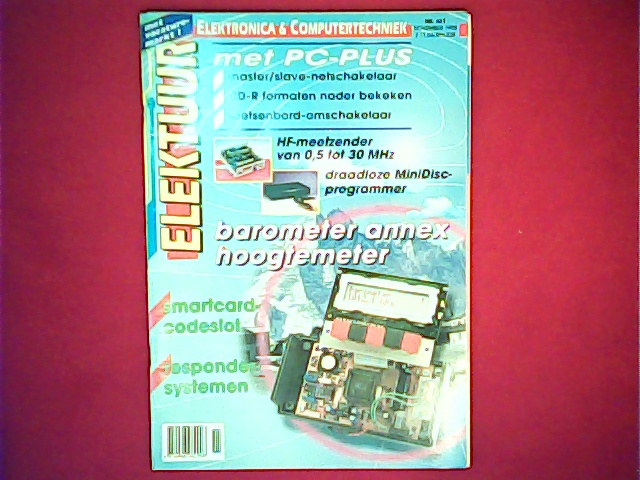 ELEKTUUR
ELEKTRONICA & COMPUTERTECHNIEK
met PC-PLUS
master/slave-netschakelaar
CD-R formaten nader bekeken
toetsenbord-omschakelaar
HF-meetzender
van 0,5 tot 30 MHz
draadloze MiniDisc-
programmer
barometer annex
hoogtemeter
smartcard-
codeslot
responder-
systemen